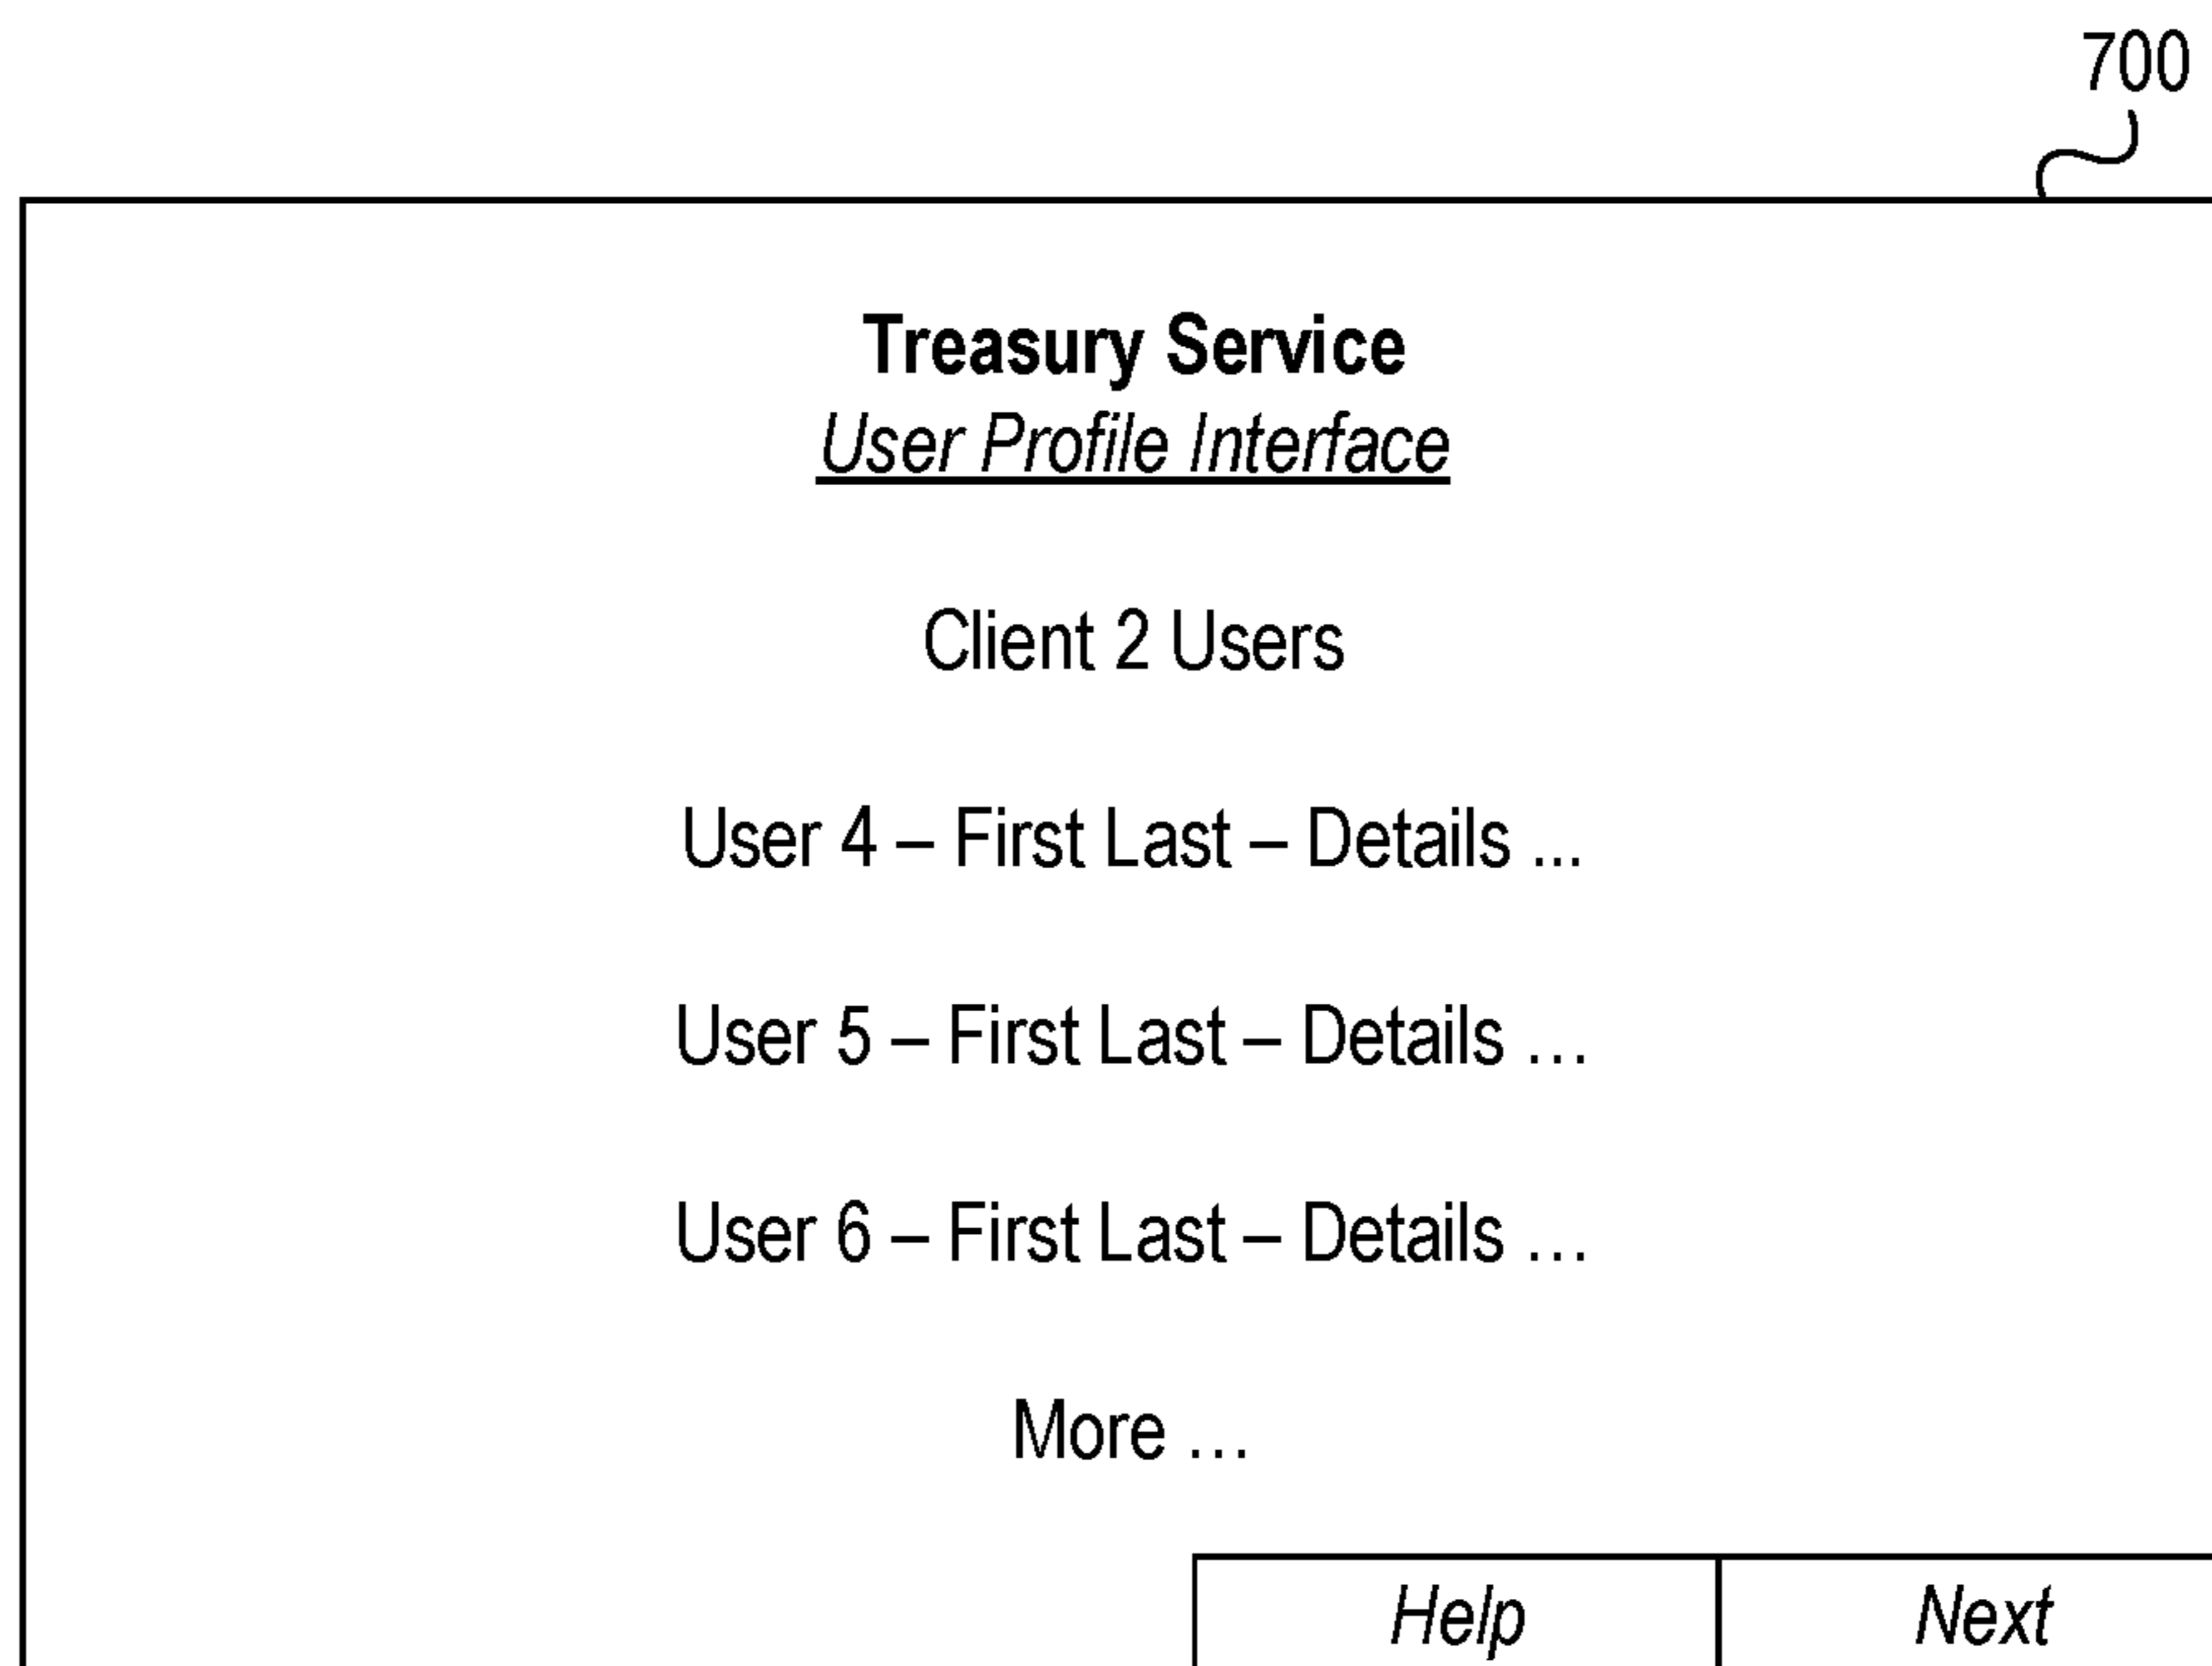 700
Treasury Service
User Profile Interface
Client 2 Users
User 4 – First Last – Details ...
User 5 – First Last – Details …
User 6 – First Last – Details …
More …
Help Next